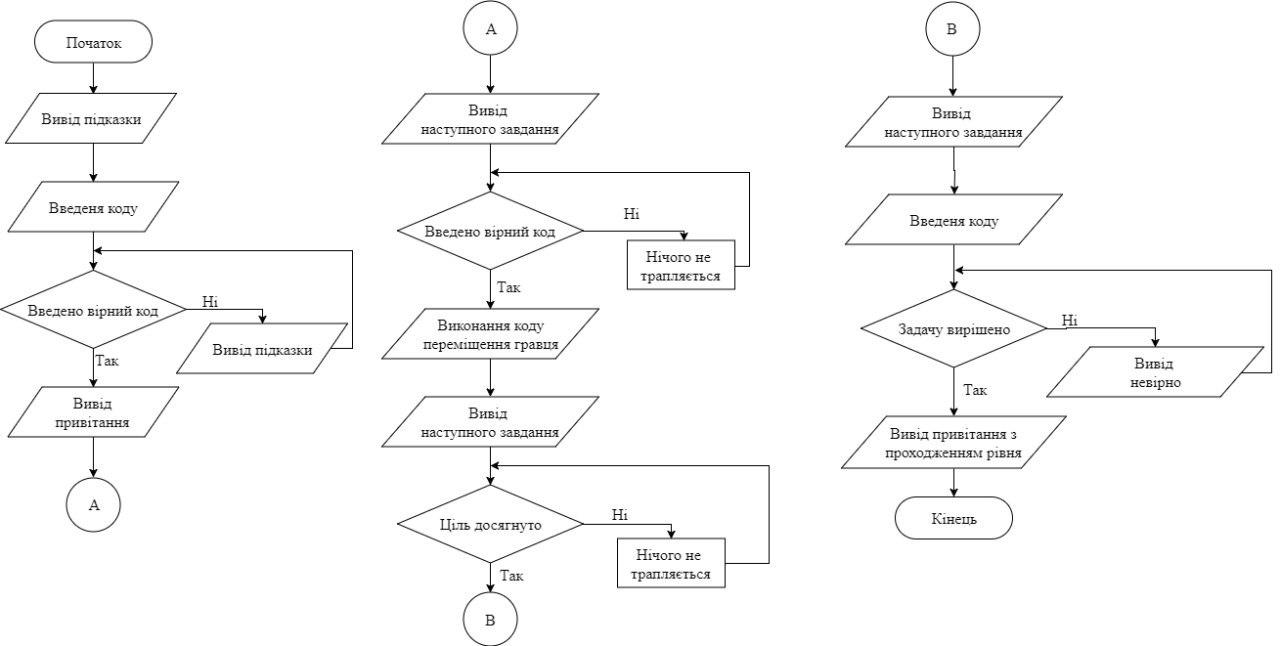 Початок
Вивід підказки
Введеня коду
Введено вірний код
Ні
Вивід підказки
Так
Вивід
привітання
A
A
Вивід
наступного завдання
Введено вірний код
Ні
Нічого не
трапляється
Так
Виконання коду
переміщення гравця
Вивід
наступного завдання
Ціль досягнуто
Ні
Нічого не
трапляється
Так
B
B
Вивід
наступного завдання
Введеня коду
Задачу вирішено
Ні
Вивід
невірно
Так
Вивід привітання з
проходженням рівня
Кінець